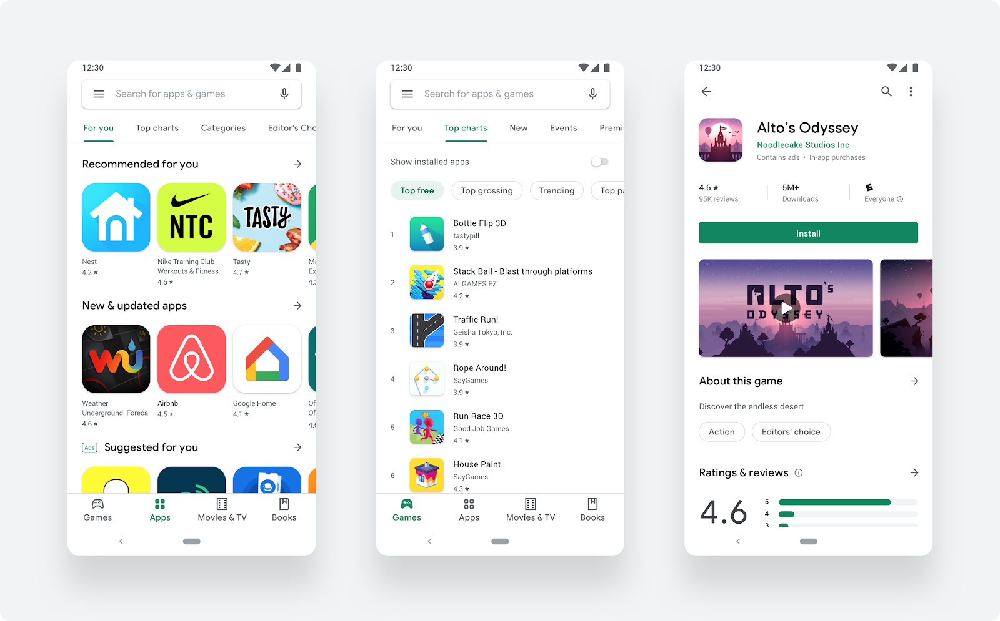 12:30
Search for apps & games
For you Top charts Categories Editor's Cho
Recommended for you
NTC
TASTY
Nest
4.2 ★
Nike Training Club -
Workouts & Fitness
4.6 ★
Tasty
4.7 ★
Ma
Ex
4.3
New & updated apps
WU
Weather
Underground: Foreca
4.6 ★
Airbnb
4.5 ★
Google Home
4.1 ★
Of
Of
4.6
Ads Suggested for you
Games Apps Movies & TV Books
12:30
Search for apps & games
For you Top charts New Events Premiu
Show installed apps
Top free Top grossing Trending Top pa
1
Bottle Flip 3D
tastypill
3.9 ★
2
Stack Ball - Blast through platforms
AI GAMES FZ
4.2 ★
3
Traffic Run!
Geisha Tokyo, Inc.
3.9 ★
4
Rope Around!
SayGames
3.9 ★
5
Run Race 3D
Good Job Games
4.1 ★
6
House Paint
SayGames
4.3 ★
Games Apps Movies & TV Books
12:30
Alto's Odyssey
Noodlecake Studios Inc
Contains ads • In-app purchases
4.6 ★
95K reviews
5M+
Downloads
E
Everyone
Install
ALTO's
ODYSSEY
About this game
Discover the endless desert
Action Editors' choice
Ratings & reviews
4.6
5
4
3